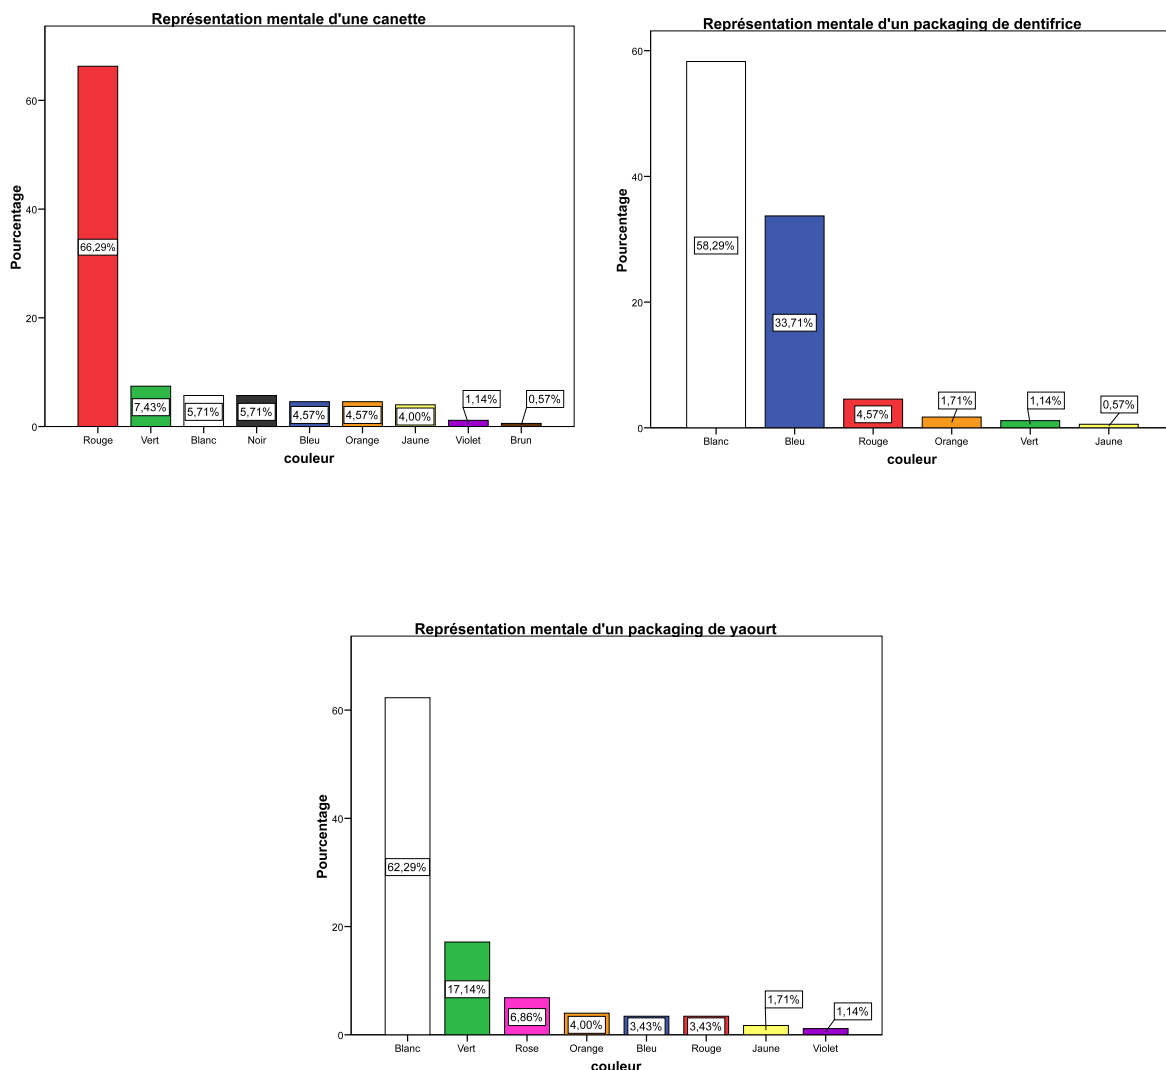 Représentation mentale d'une canette
Pourcentage
60
40
20
0
66,29%
7,43%
5,71%
5,71%
4,57%
4,57%
4,00%
1,14%
0,57%
Rouge Vert Blanc Noir Bleu Orange Jaune Violet Brun
couleur
Représentation mentale d'un packaging de dentifrice
Pourcentage
60
40
20
0
58,29%
33,71%
4,57%
1,71%
1,14%
0,57%
Blanc Bleu Rouge Orange Vert Jaune
couleur
Représentation mentale d'un packaging de yaourt
Pourcentage
60
40
20
0
62,29%
17,14%
6,86%
4,00%
3,43%
3,43%
1,71%
1,14%
Blanc Vert Rose Orange Bleu Rouge Jaune Violet
couleur